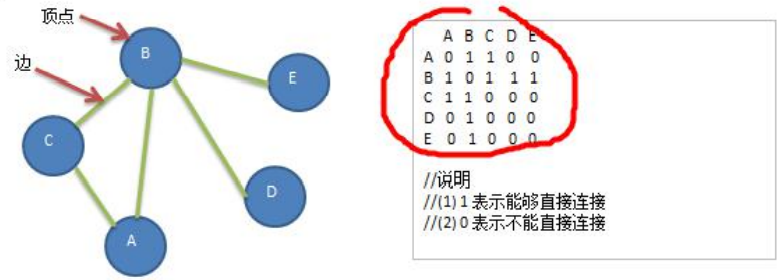 顶点
边
B
E
C
D
A
A B C D E
A 0 1 1 0 0
B 1 0 1 1 1
C 1 1 0 0 0
D 0 1 0 0 0
E 0 1 0 0 0
//说明
//(1) 1 表示能够直接连接
//(2) 0 表示不能直接连接